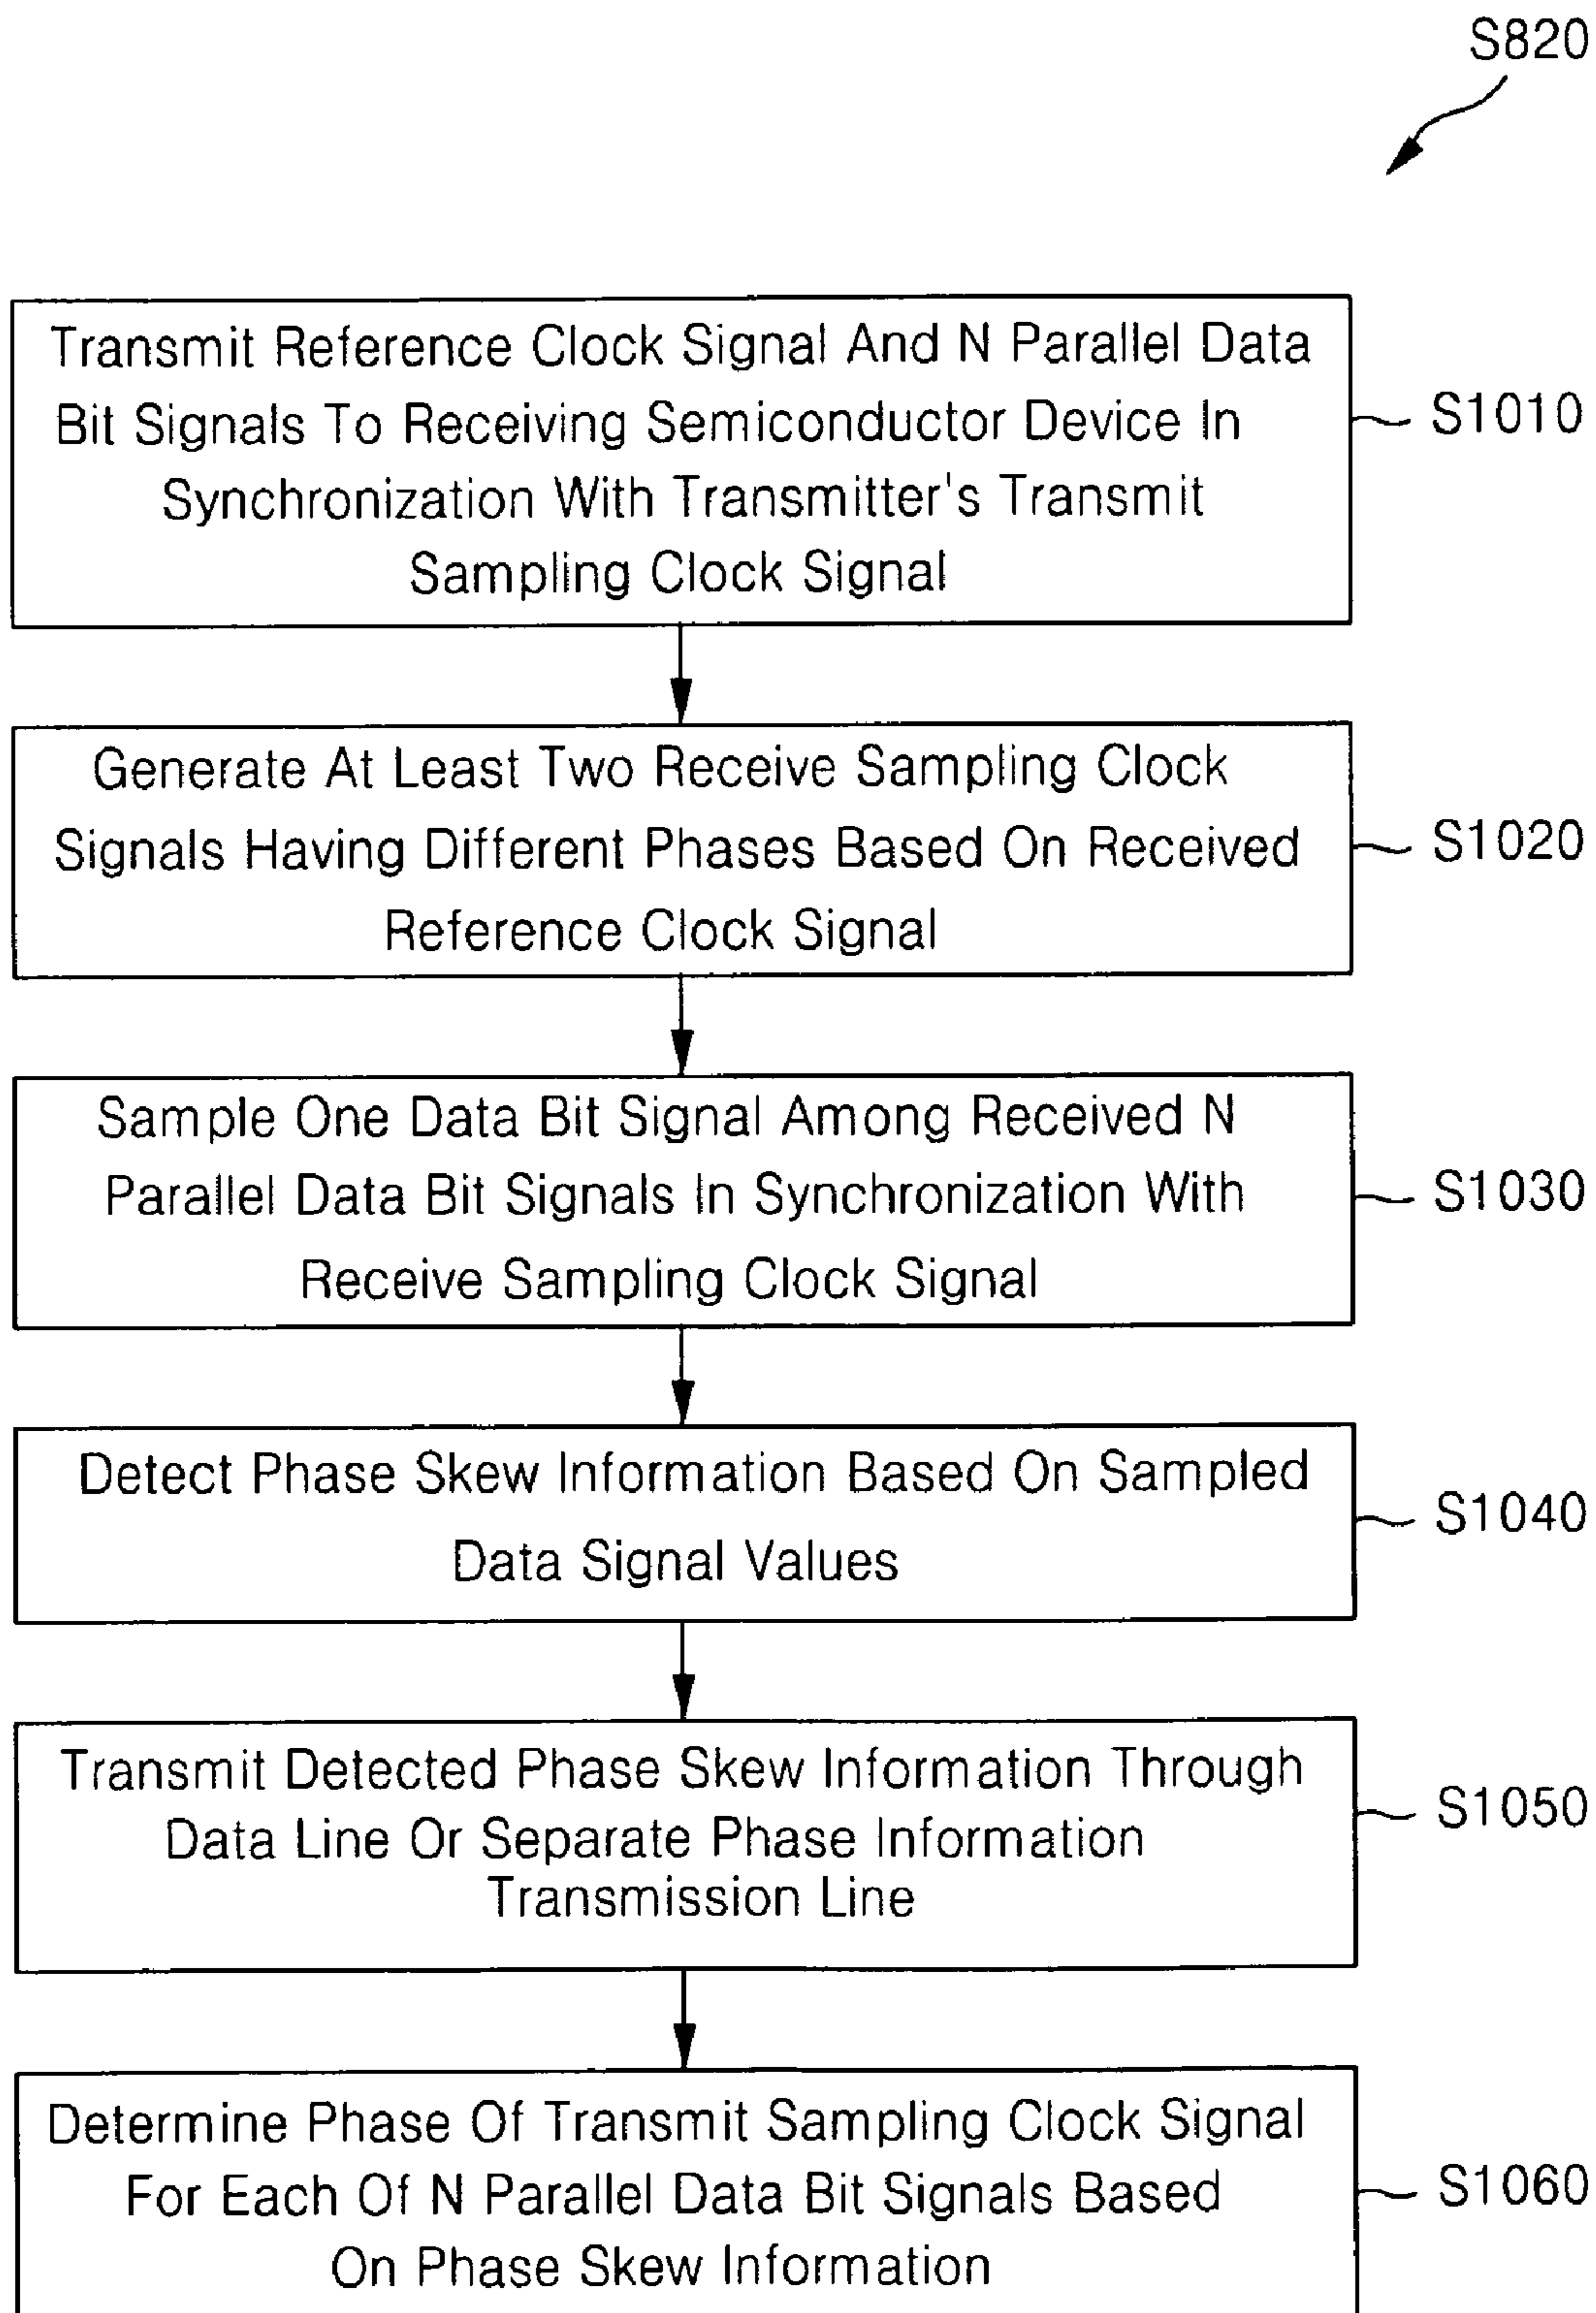 S820
Transmit Reference Clock Signal And N Parallel Data
Bit Signals To Receiving Semiconductor Device In
Synchronization With Transmitter's Transmit
Sampling Clock Signal
S1010
Generate At Least Two Receive Sampling Clock
Signals Having Different Phases Based On Received
Reference Clock Signal
S1020
Sample One Data Bit Signal Among Received N
Parallel Data Bit Signals In Synchronization With
Receive Sampling Clock Signal
S1030
Detect Phase Skew Information Based On Sampled
Data Signal Values
S1040
Transmit Detected Phase Skew Information Through
Data Line Or Separate Phase Information
Transmission Line
S1050
Determine Phase Of Transmit Sampling Clock Signal
For Each Of N Parallel Data Bit Signals Based
On Phase Skew Information
S1060